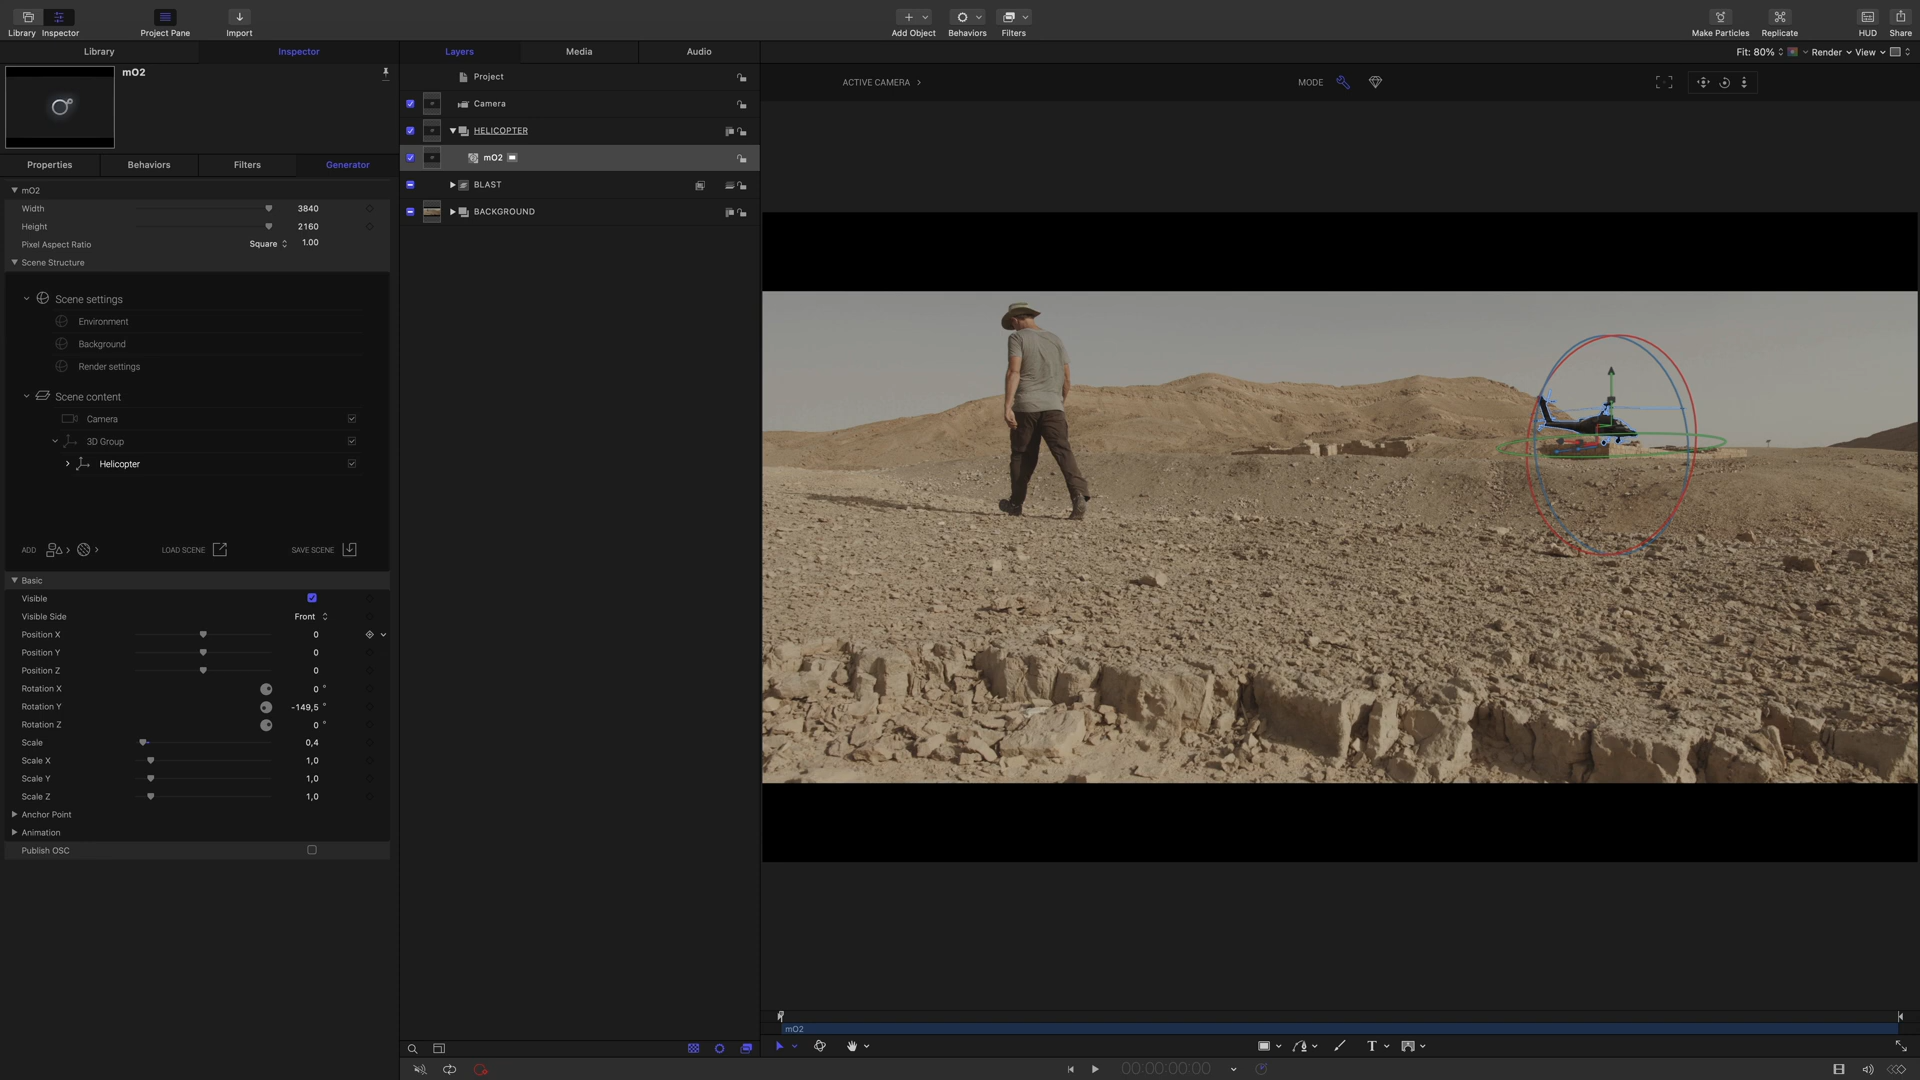 Library
Inspector
Project Pane
Import
Add Object
Behaviors
Filters
Make Particles
Replicate
HUD
Share
Library
Inspector
Layers
Media
Audio
Fit: 80%
Render
View
mO2
Properties
Behaviors
Filters
Generator
mO2
Width 3840
Height 2160
Pixel Aspect Ratio Square 1.00
Scene Structure
Scene settings
Environment
Background
Render settings
Scene content
Camera
3D Group
Helicopter
ADD
LOAD SCENE
SAVE SCENE
Basic
Visible
Visible Side Front
Position X 0
Position Y 0
Position Z 0
Rotation X 0 °
Rotation Y -149,5 °
Rotation Z 0 °
Scale 0,4
Scale X 1,0
Scale Y 1,0
Scale Z 1,0
Anchor Point
Animation
Publish OSC
Project
Camera
HELICOPTER
mO2
BLAST
BACKGROUND
ACTIVE CAMERA
MODE
mO2
T
00:00:00:00